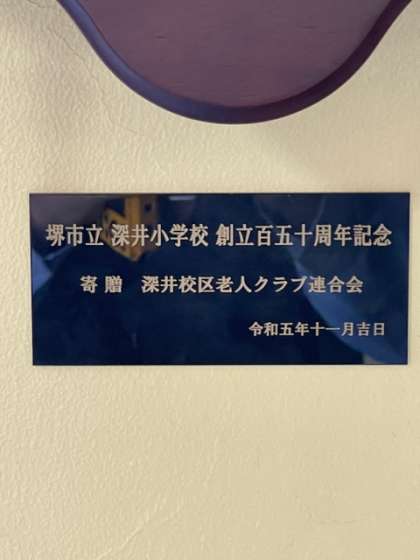 堺市立 深井小学校 創立百五十周年記念
寄贈 深井校区老人クラブ連合会
令和五年十一月吉日